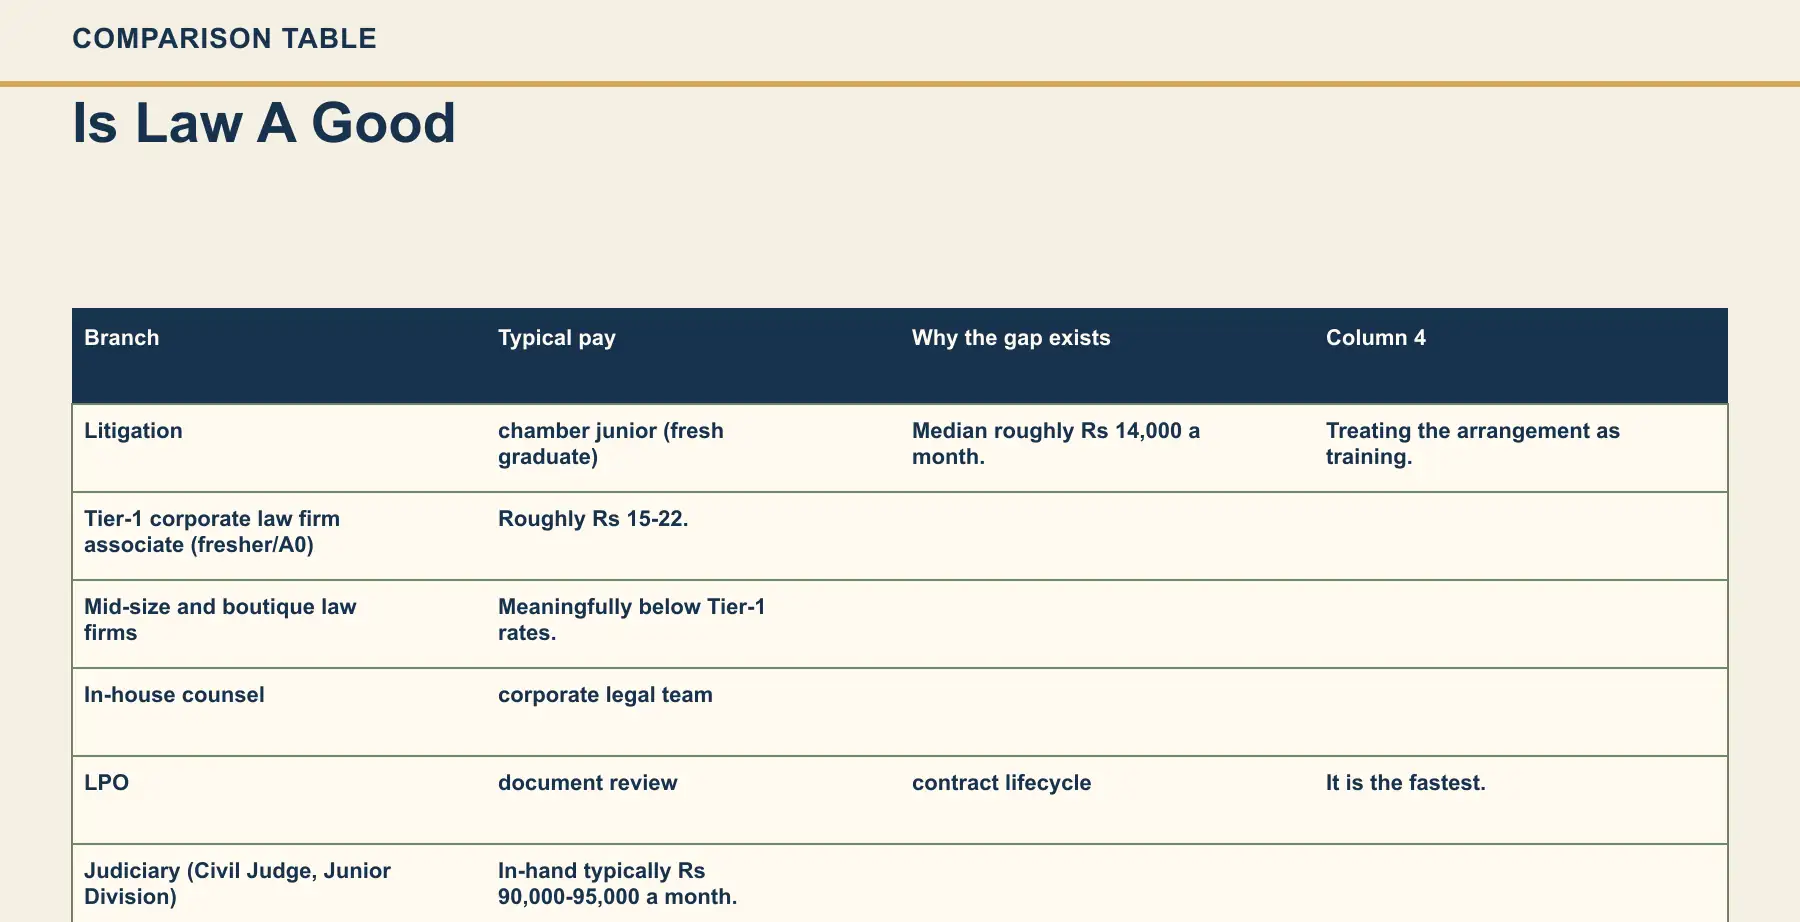 COMPARISON TABLE
Is Law A Good
Branch Typical pay Why the gap exists Column 4
Litigation chamber junior (fresh Median roughly Rs 14,000 a Treating the arrangement as
graduate) month. training.
Tier-1 corporate law firm Roughly Rs 15-22.
associate (fresher/A0)
Mid-size and boutique law Meaningfully below Tier-1
firms rates.
In-house counsel corporate legal team
LPO document review contract lifecycle It is the fastest.
Judiciary (Civil Judge, Junior In-hand typically Rs
Division) 90,000-95,000 a month.